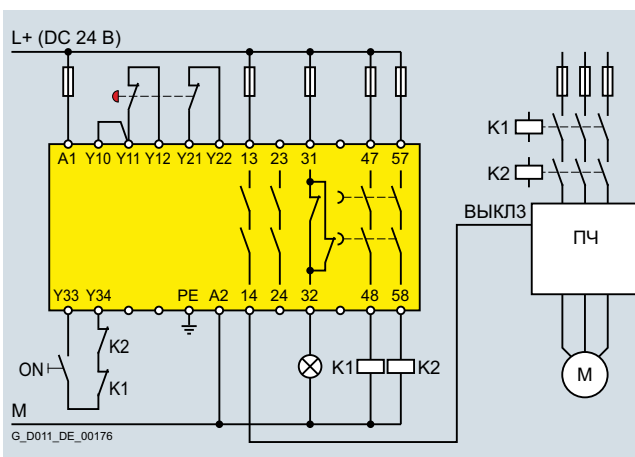 L+ (DC 24 В)
A1 Y10 Y11 Y12 Y21 Y22 13 23 31 47 57
K1
K2
ВЫКЛ3
ПЧ
Y33 Y34 PE A2 14 24 32 48 58
K2
ON
K1
K1 K2
M
M
G_D011_DE_00176